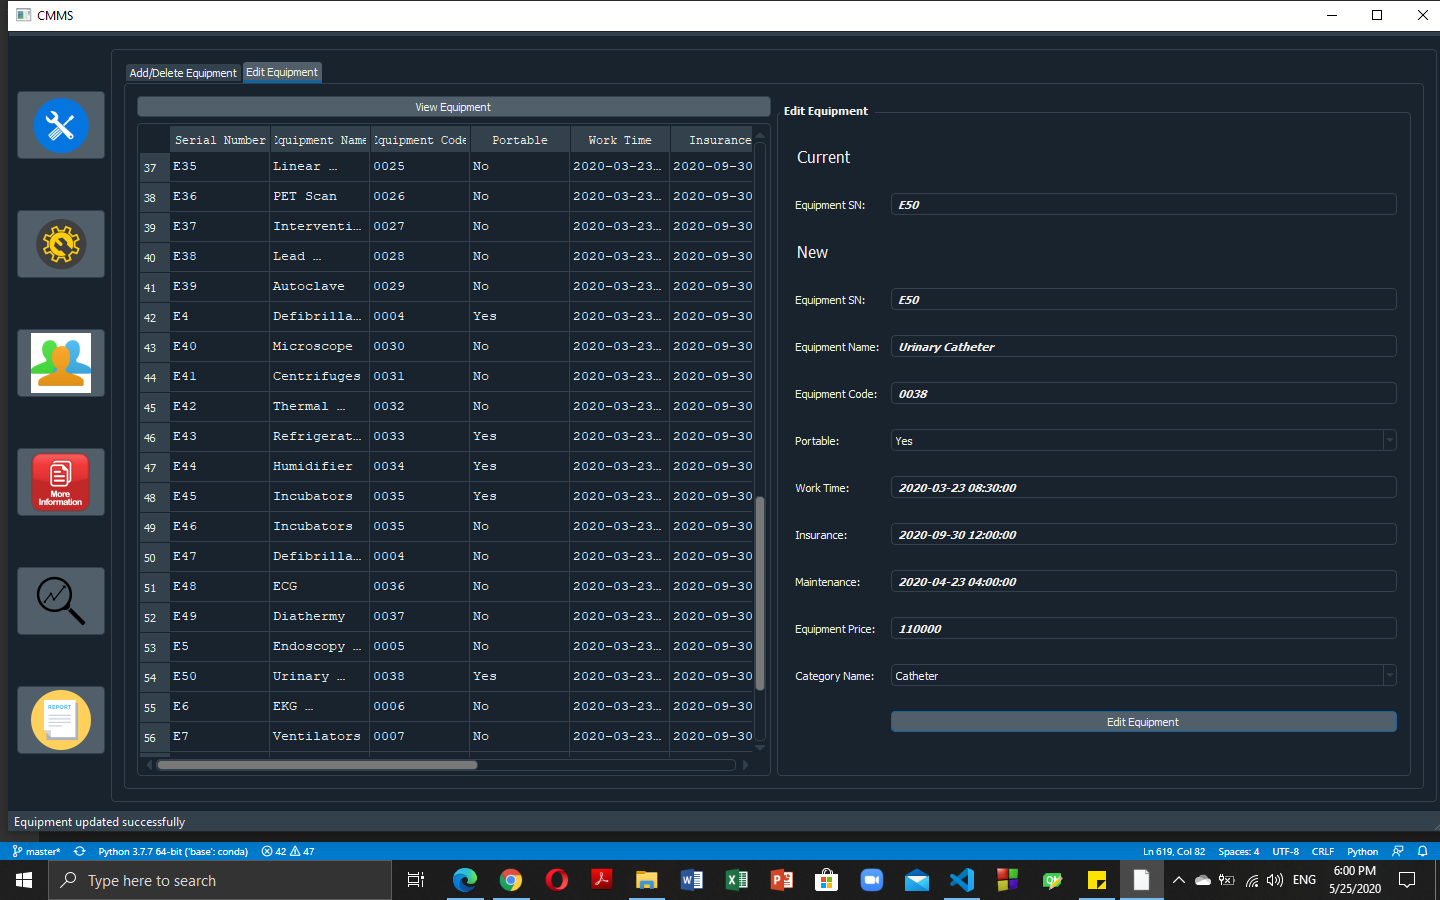 CMMS
Add/Delete Equipment Edit Equipment
View Equipment
Serial Number Equipment Name Equipment Code Portable Work Time Insurance
37 E35 Linear … 0025 No 2020-03-23… 2020-09-30
38 E36 PET Scan 0026 No 2020-03-23… 2020-09-30
39 E37 Interventi… 0027 No 2020-03-23… 2020-09-30
40 E38 Lead … 0028 No 2020-03-23… 2020-09-30
41 E39 Autoclave 0029 No 2020-03-23… 2020-09-30
42 E4 Defibrilla… 0004 Yes 2020-03-23… 2020-09-30
43 E40 Microscope 0030 No 2020-03-23… 2020-09-30
44 E41 Centrifuges 0031 No 2020-03-23… 2020-09-30
45 E42 Thermal … 0032 No 2020-03-23… 2020-09-30
46 E43 Refrigerat… 0033 Yes 2020-03-23… 2020-09-30
47 E44 Humidifier 0034 Yes 2020-03-23… 2020-09-30
48 E45 Incubators 0035 Yes 2020-03-23… 2020-09-30
49 E46 Incubators 0035 No 2020-03-23… 2020-09-30
50 E47 Defibrilla… 0004 No 2020-03-23… 2020-09-30
51 E48 ECG 0036 No 2020-03-23… 2020-09-30
52 E49 Diathermy 0037 No 2020-03-23… 2020-09-30
53 E5 Endoscopy … 0005 No 2020-03-23… 2020-09-30
54 E50 Urinary … 0038 Yes 2020-03-23… 2020-09-30
55 E6 EKG … 0006 No 2020-03-23… 2020-09-30
56 E7 Ventilators 0007 No 2020-03-23… 2020-09-30
Edit Equipment
Current
Equipment SN: E50
New
Equipment SN: E50
Equipment Name: Urinary Catheter
Equipment Code: 0038
Portable: Yes
Work Time: 2020-03-23 08:30:00
Insurance: 2020-09-30 12:00:00
Maintenance: 2020-04-23 04:00:00
Equipment Price: 110000
Category Name: Catheter
Edit Equipment
More
Information
REPORT
Equipment updated successfully
master* Python 3.7.7 64-bit ('base': conda) 42 47 Ln 619, Col 82 Spaces: 4 UTF-8 CRLF Python
Type here to search
ENG
6:00 PM
5/25/2020